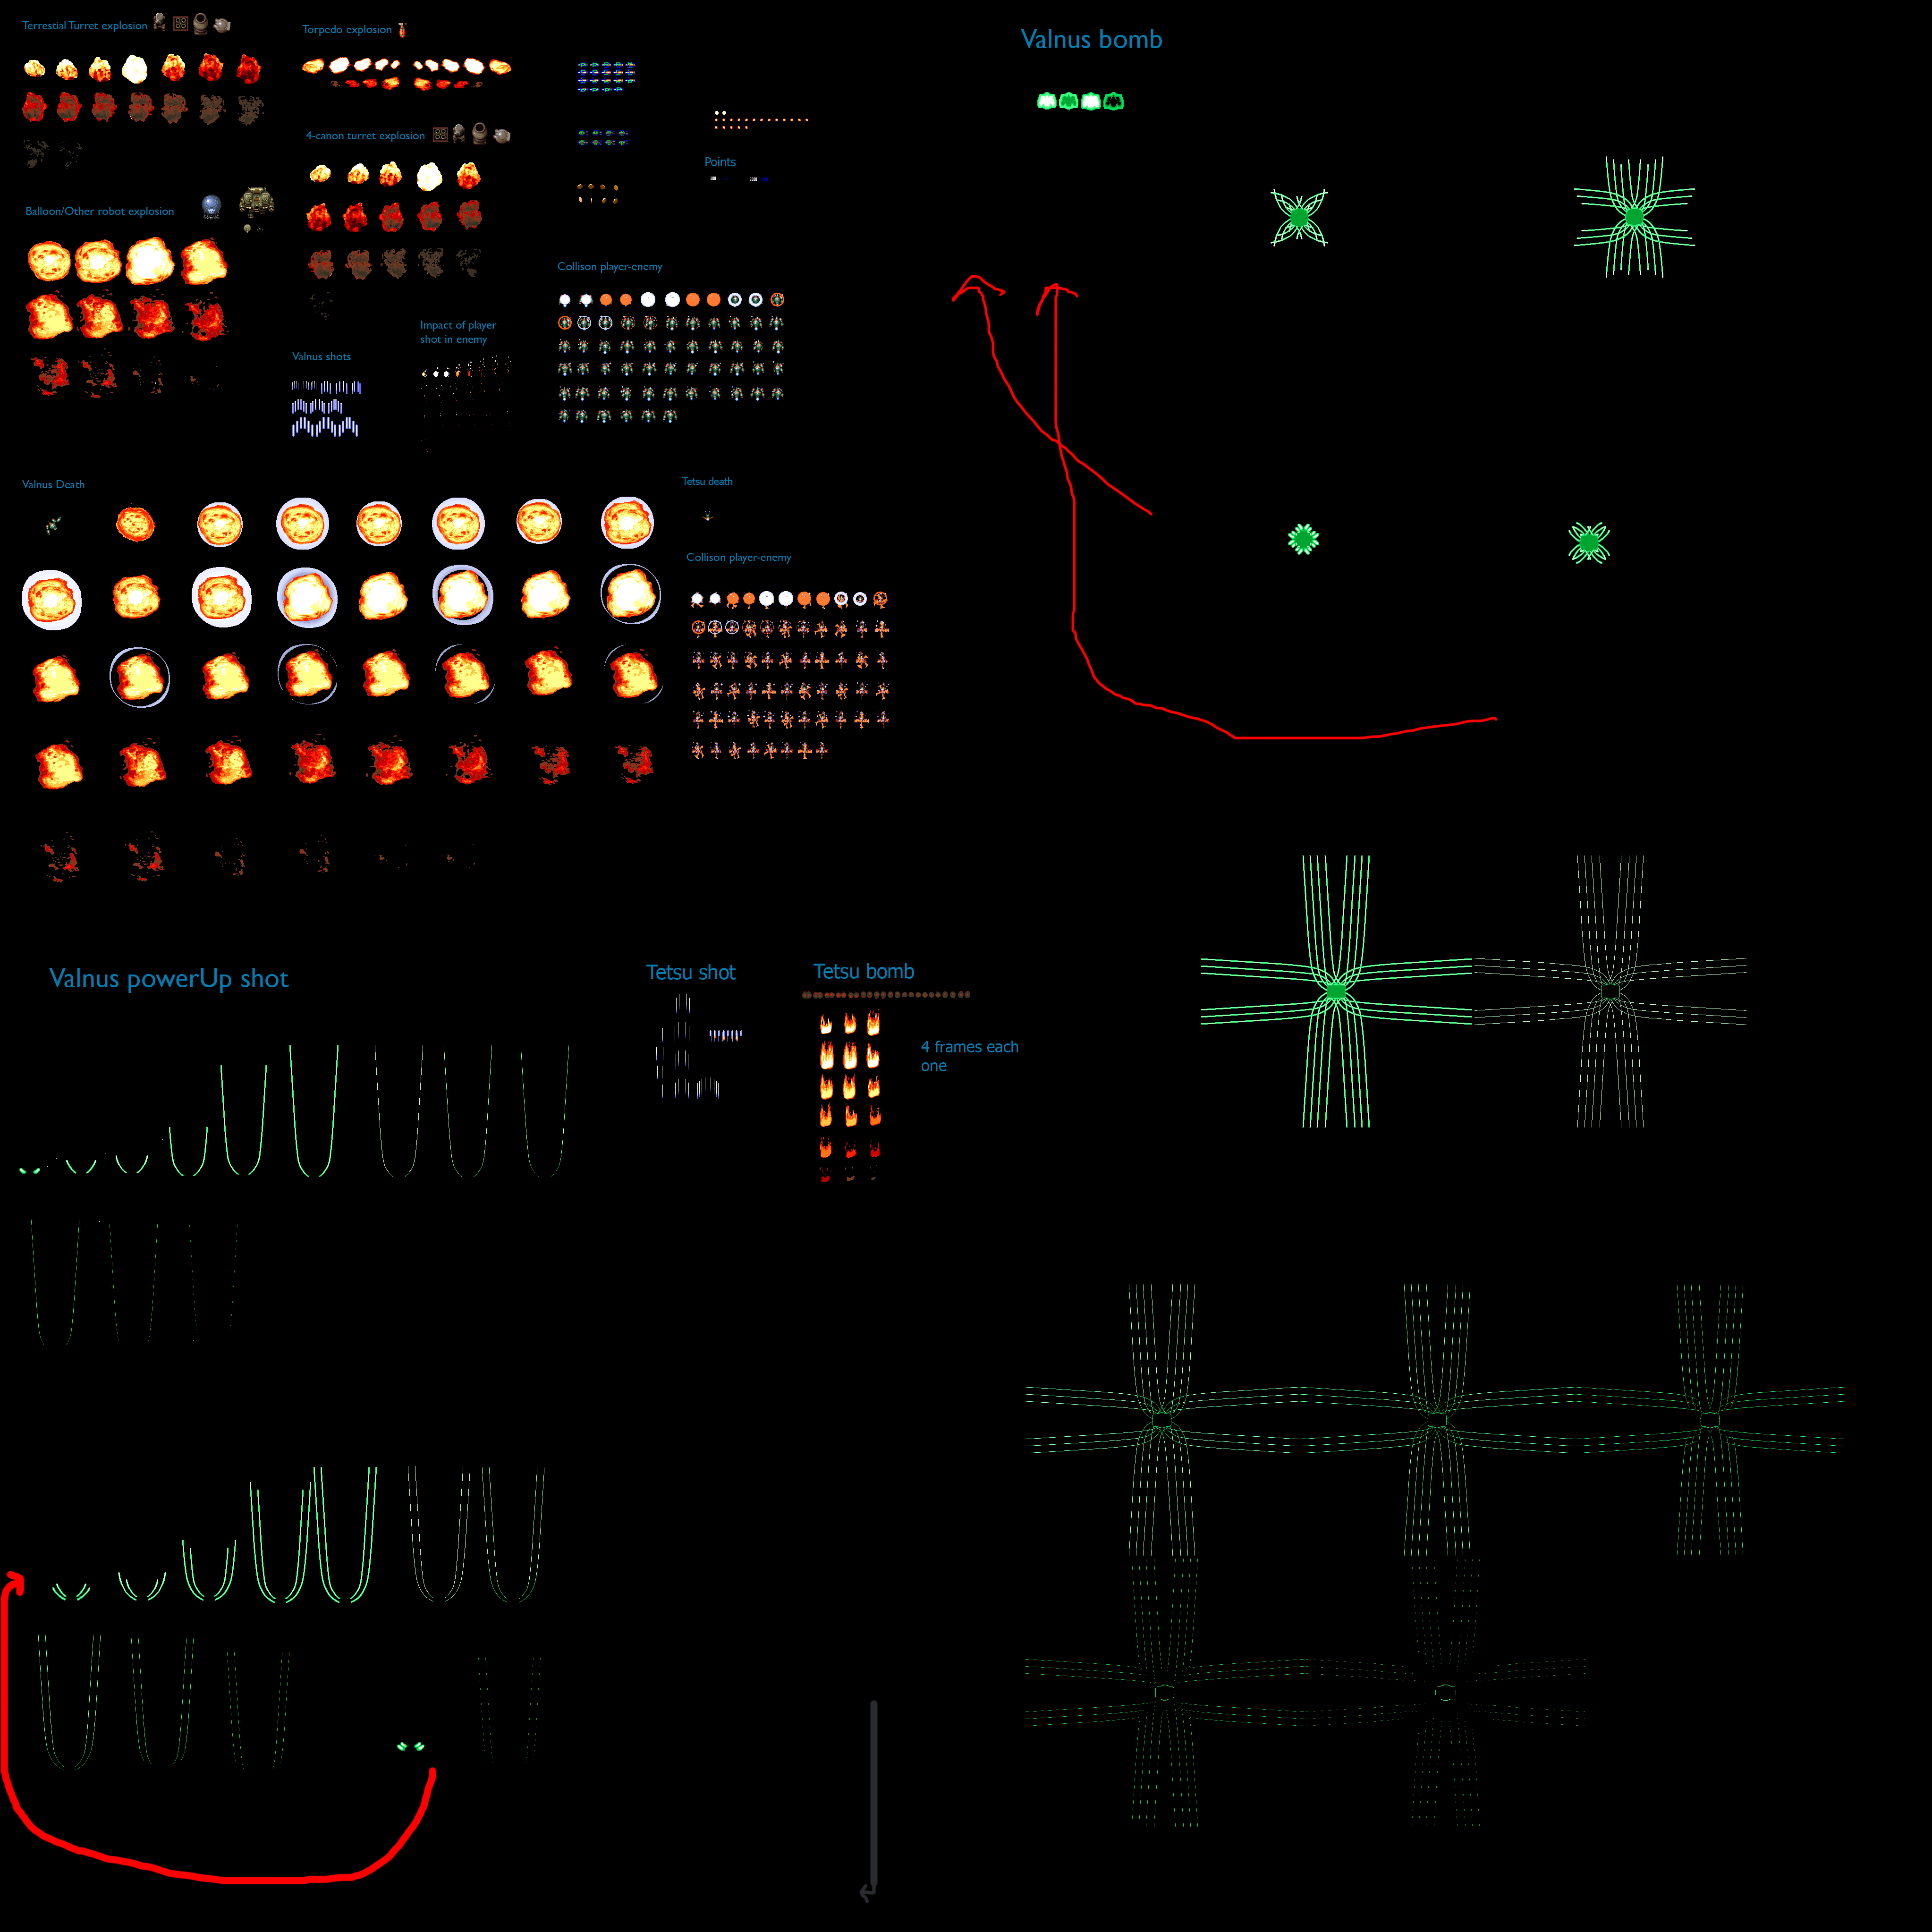 Terrestial Turret explosion
Torpedo explosion
Valnus bomb
4-canon turret explosion
Points
Balloon/Other robot explosion
Collison player-enemy
Impact of player
shot in enemy
Valnus shots
Valnus Death
Tetsu death
Collison player-enemy
Valnus powerUp shot
Tetsu shot
Tetsu bomb
4 frames each
one